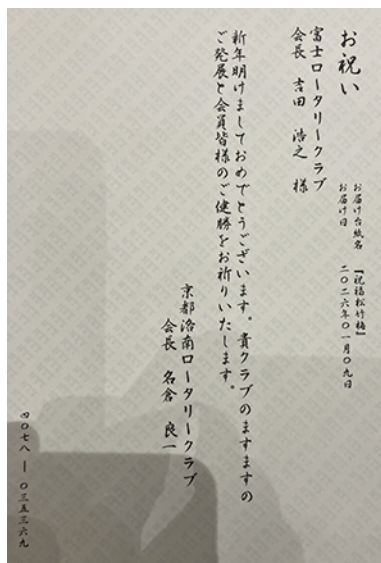 お祝い
お届け台紙名 『祝福松竹梅』
お届け日 二〇二六年〇一月〇九日
富士ロータリークラブ
会長 吉田 浩之 様
新年明けましておめでとうございます。貴クラブのますますの
ご発展と会員皆様のご健勝をお祈りいたします。
京都洛南ロータリークラブ
会長 名倉 良一
四〇七八 ー 〇三五三六九